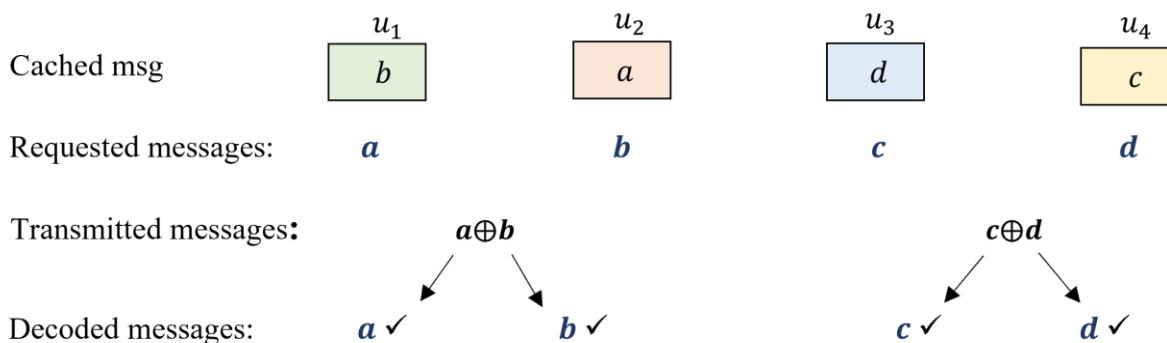 u₁ u₂ u₃ u₄
Cached msg b a d c
Requested messages: a b c d
Transmitted messages: a⊕b c⊕d
Decoded messages: a ✓ b ✓ c ✓ d ✓